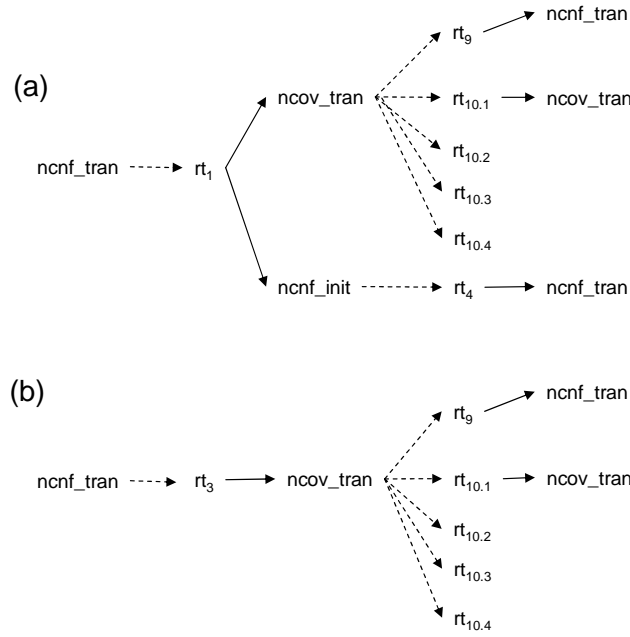 (a)
ncnf_tran
rt1
ncov_tran
rt9
ncnf_tran
rt10.1
ncov_tran
rt10.2
rt10.3
rt10.4
ncnf_init
rt4
ncnf_tran
(b)
ncnf_tran
rt3
ncov_tran
rt9
ncnf_tran
rt10.1
ncov_tran
rt10.2
rt10.3
rt10.4